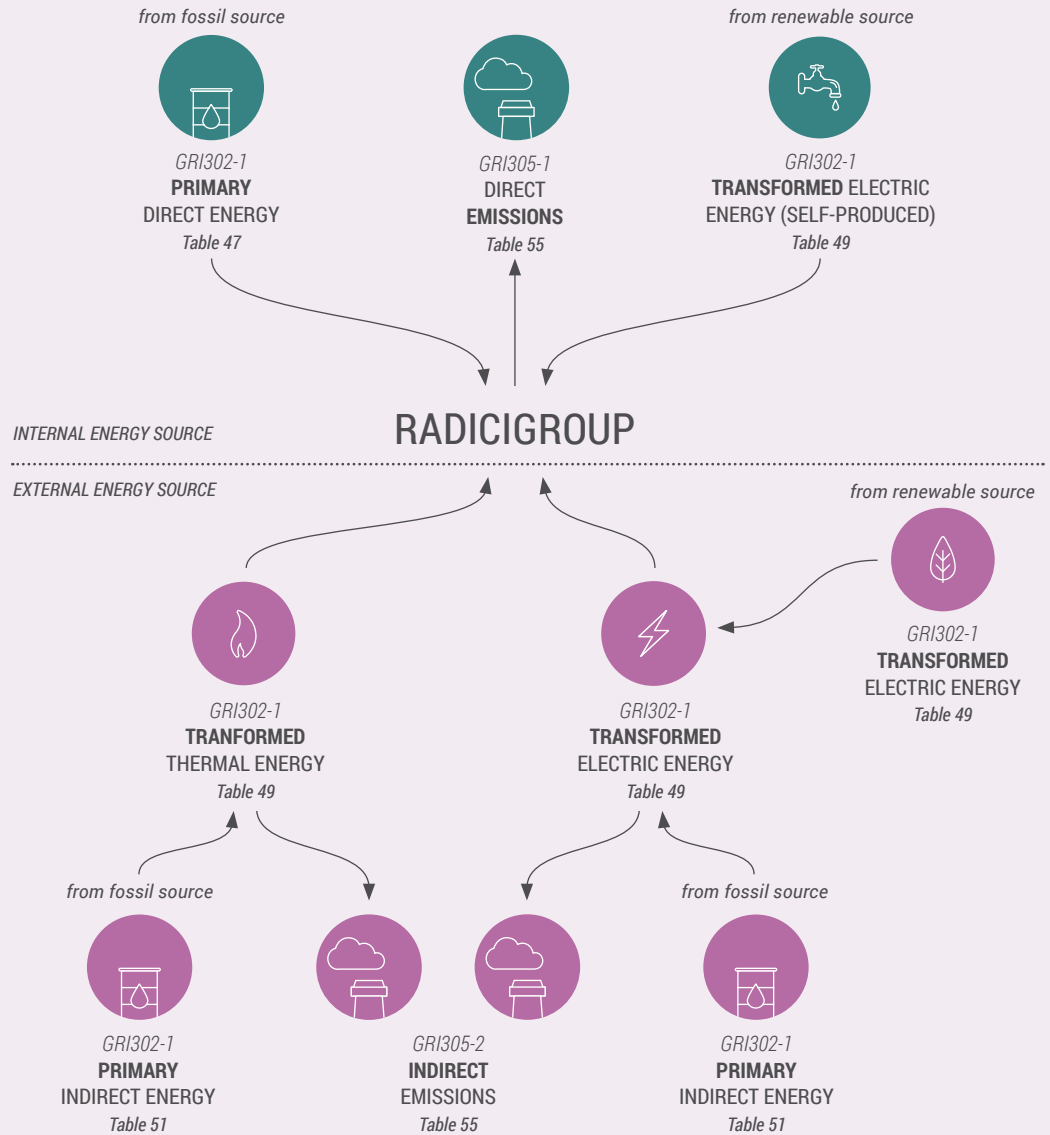 from fossil source
from renewable source
GRI302-1
PRIMARY
DIRECT ENERGY
Table 47
GRI305-1
DIRECT
EMISSIONS
Table 55
GRI302-1
TRANSFORMED ELECTRIC
ENERGY (SELF-PRODUCED)
Table 49
INTERNAL ENERGY SOURCE
RADICIGROUP
EXTERNAL ENERGY SOURCE
from renewable source
GRI302-1
TRANSFORMED
ELECTRIC ENERGY
Table 49
GRI302-1
TRANFORMED
THERMAL ENERGY
Table 49
GRI302-1
TRANSFORMED
ELECTRIC ENERGY
Table 49
from fossil source
from fossil source
GRI302-1
PRIMARY
INDIRECT ENERGY
Table 51
GRI305-2
INDIRECT
EMISSIONS
Table 55
GRI302-1
PRIMARY
INDIRECT ENERGY
Table 51